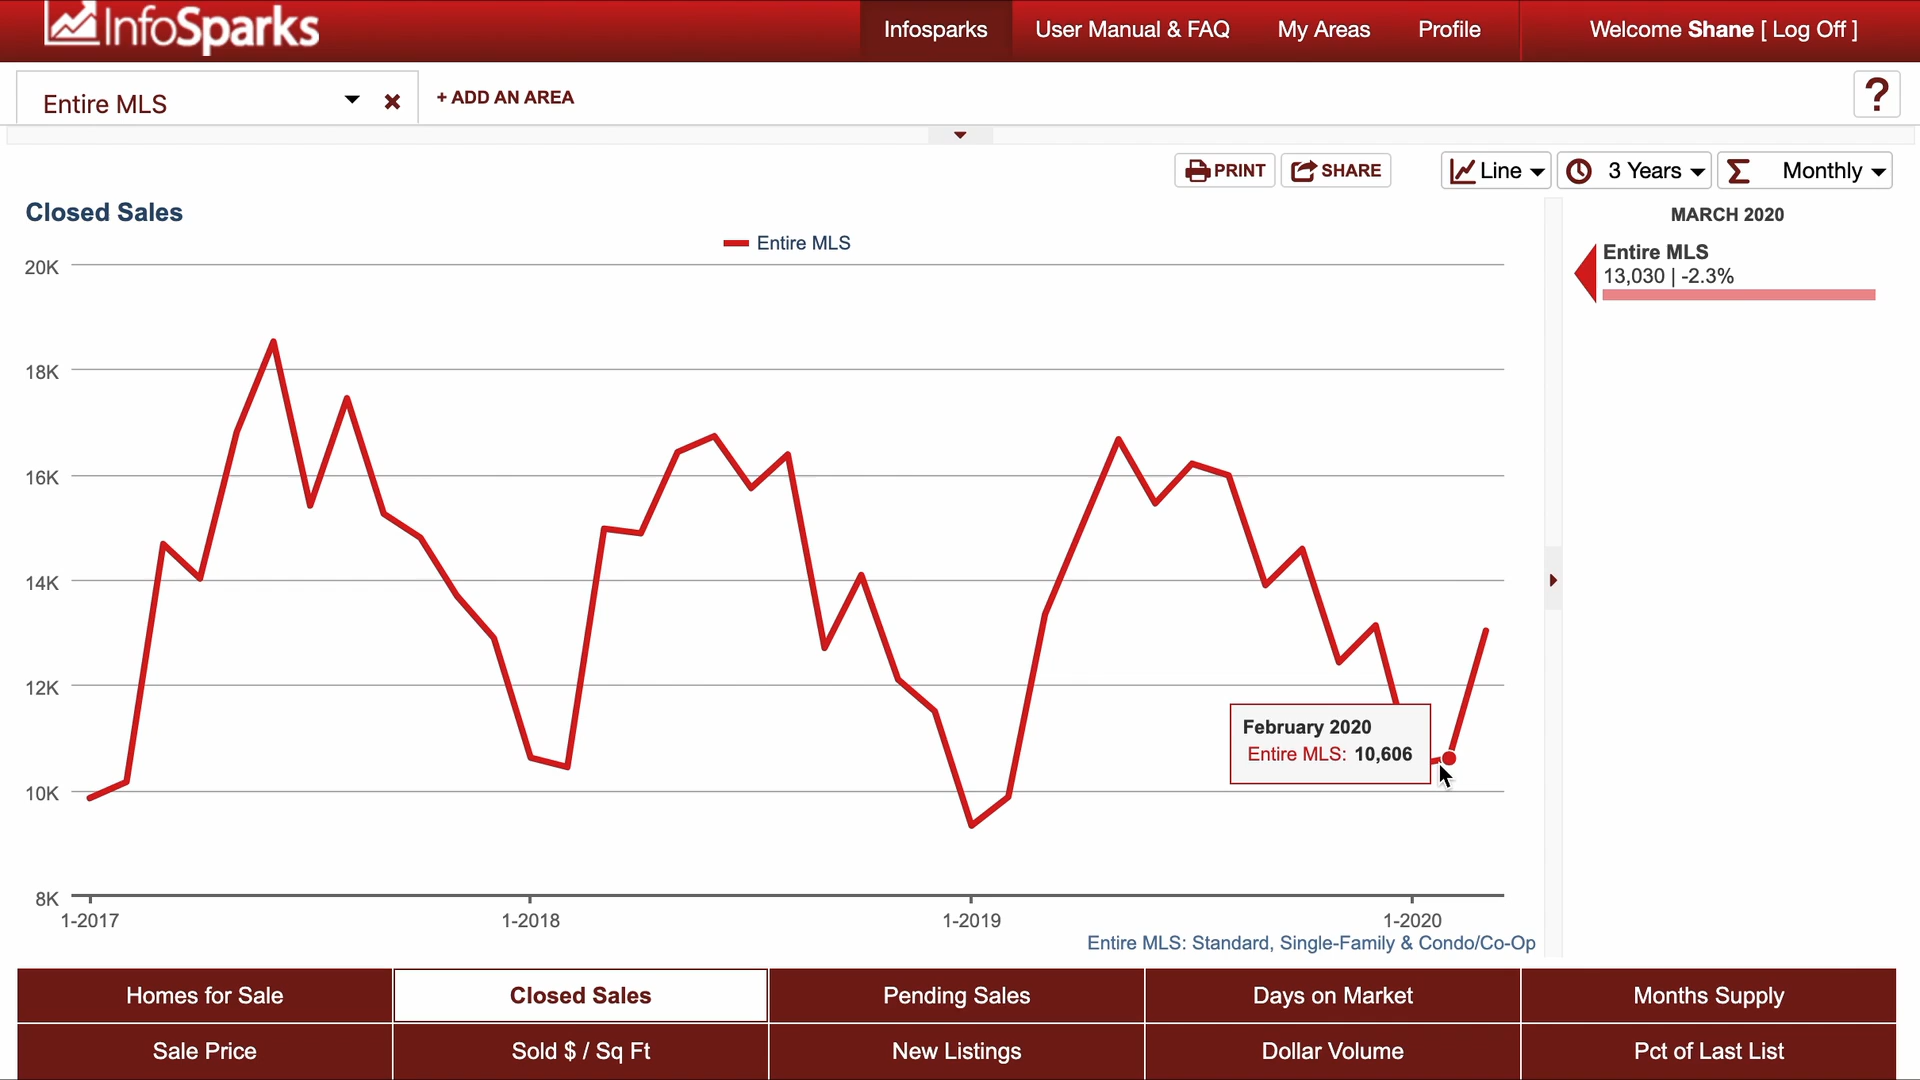 InfoSparks
Infosparks
User Manual & FAQ
My Areas
Profile
Welcome Shane [ Log Off ]
Entire MLS
+ ADD AN AREA
?
PRINT
SHARE
Line
3 Years
Σ Monthly
Closed Sales
Entire MLS
MARCH 2020
Entire MLS
13,030 | -2.3%
20K
18K
16K
14K
12K
10K
8K
February 2020
Entire MLS: 10,606
1-2017
1-2018
1-2019
1-2020
Entire MLS: Standard, Single-Family & Condo/Co-Op
Homes for Sale
Closed Sales
Pending Sales
Days on Market
Months Supply
Sale Price
Sold $ / Sq Ft
New Listings
Dollar Volume
Pct of Last List